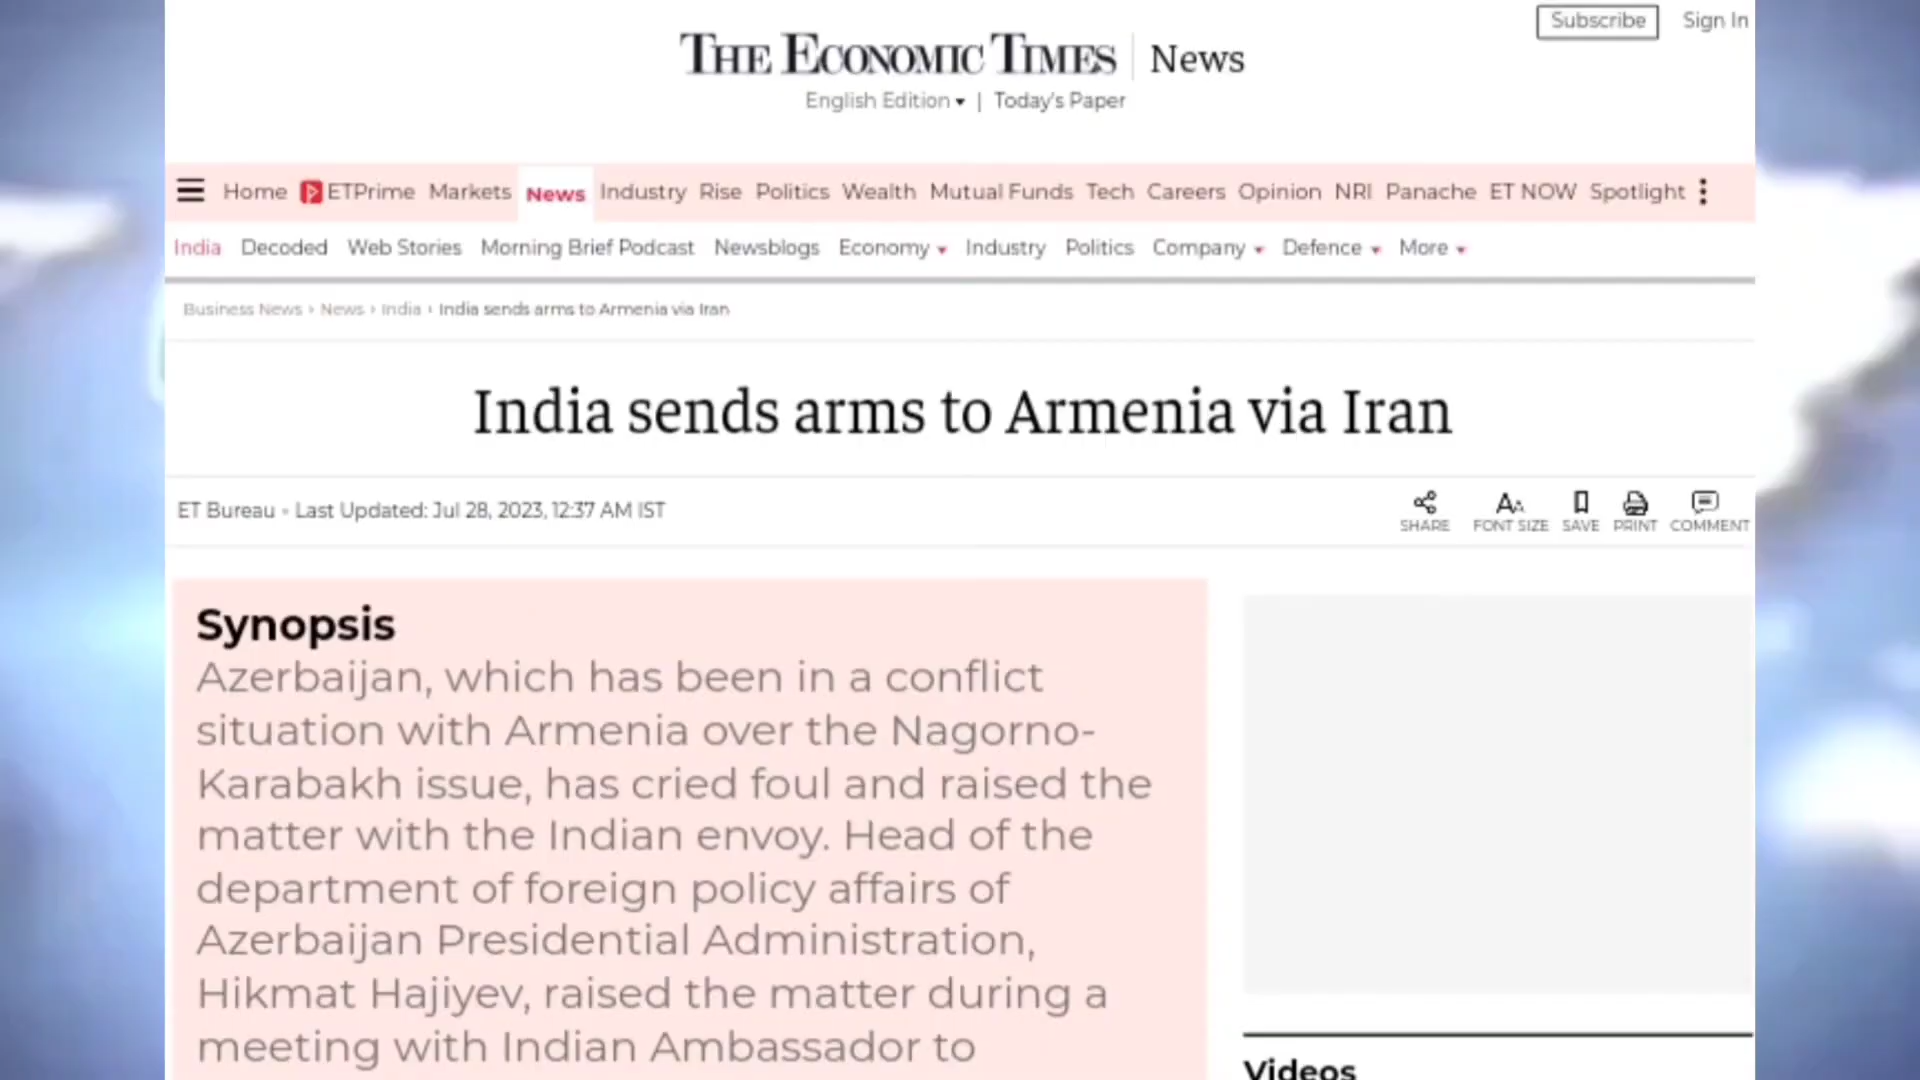 Subscribe Sign In
THE ECONOMIC TIMES | News
English Edition | Today's Paper
Home ETPrime Markets News Industry Rise Politics Wealth Mutual Funds Tech Careers Opinion NRI Panache ET NOW Spotlight
India Decoded Web Stories Morning Brief Podcast Newsblogs Economy Industry Politics Company Defence More
Business News › News › India › India sends arms to Armenia via Iran
India sends arms to Armenia via Iran
ET Bureau • Last Updated: Jul 28, 2023, 12:37 AM IST
SHARE FONT SIZE SAVE PRINT COMMENT
Synopsis
Azerbaijan, which has been in a conflict
situation with Armenia over the Nagorno-
Karabakh issue, has cried foul and raised the
matter with the Indian envoy. Head of the
department of foreign policy affairs of
Azerbaijan Presidential Administration,
Hikmat Hajiyev, raised the matter during a
meeting with Indian Ambassador to
Videos